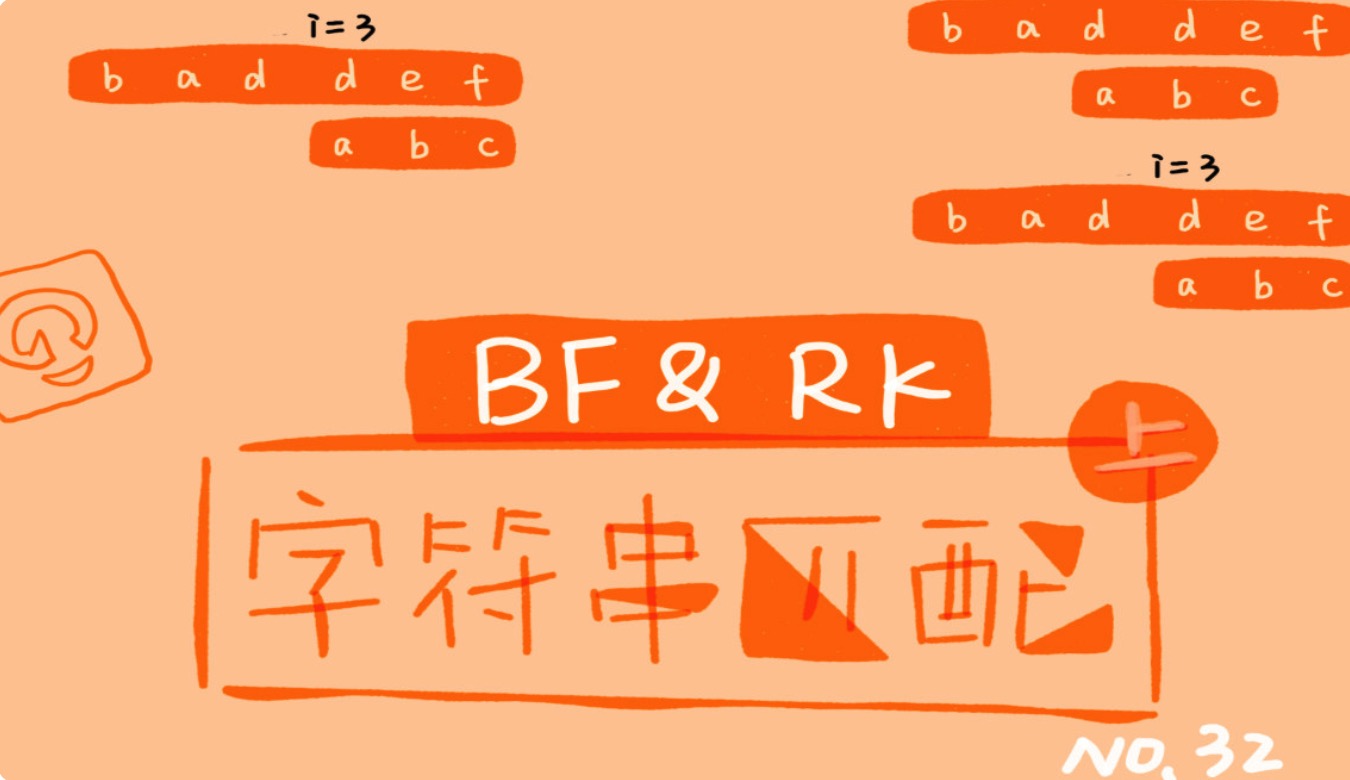 i=3
b a d d e f
a b c
b a d d e f
a b c
i=3
b a d d e f
a b c
BF & RK
上
字符串匹配
NO.32